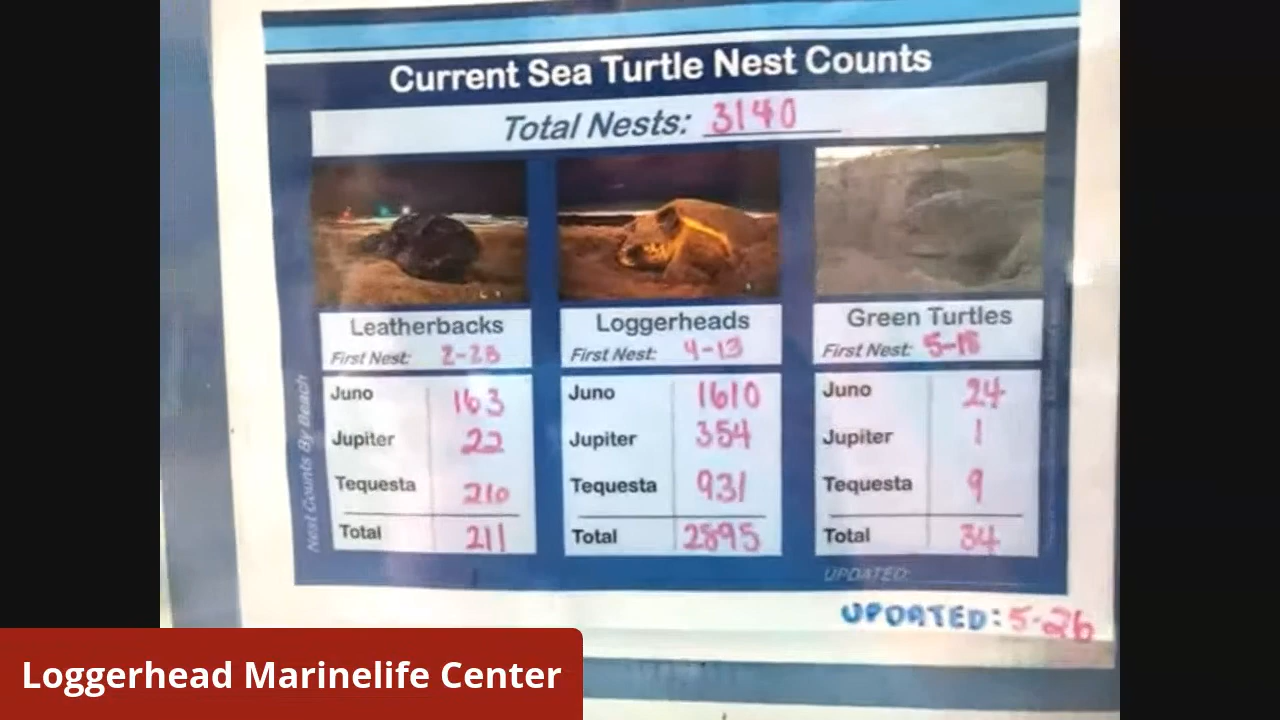 Current Sea Turtle Nest Counts
Total Nests: 3140
Leatherbacks
First Nest: 2-28
Juno 163
Jupiter 22
Tequesta 210
Total 211
Loggerheads
First Nest: 4-13
Juno 1610
Jupiter 354
Tequesta 931
Total 2895
Green Turtles
First Nest: 5-18
Juno 24
Jupiter 1
Tequesta 9
Total 34
Nest Counts By Beach
UPDATED:
UPDATED: 5-26
Loggerhead Marinelife Center